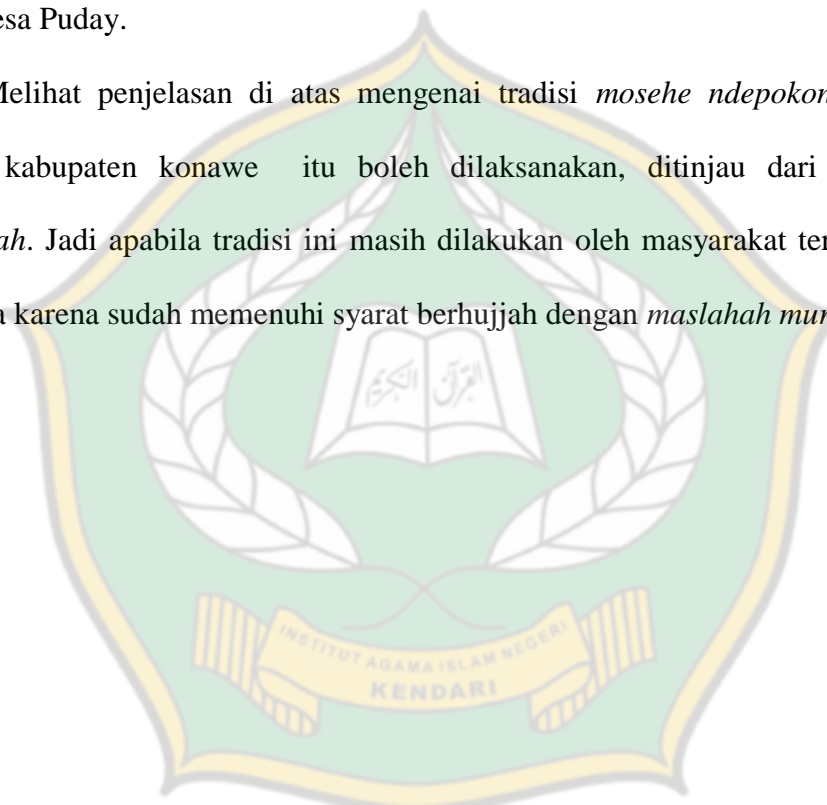 esa Puday.
Melihat penjelasan di atas mengenai tradisi mosehe ndepokon
kabupaten konawe itu boleh dilaksanakan, ditinjau dari
ah. Jadi apabila tradisi ini masih dilakukan oleh masyarakat ter
a karena sudah memenuhi syarat berhujjah dengan maslahah mur
القرآن الكريم
INSTITUT AGAMA ISLAM NEGERI
KENDARI